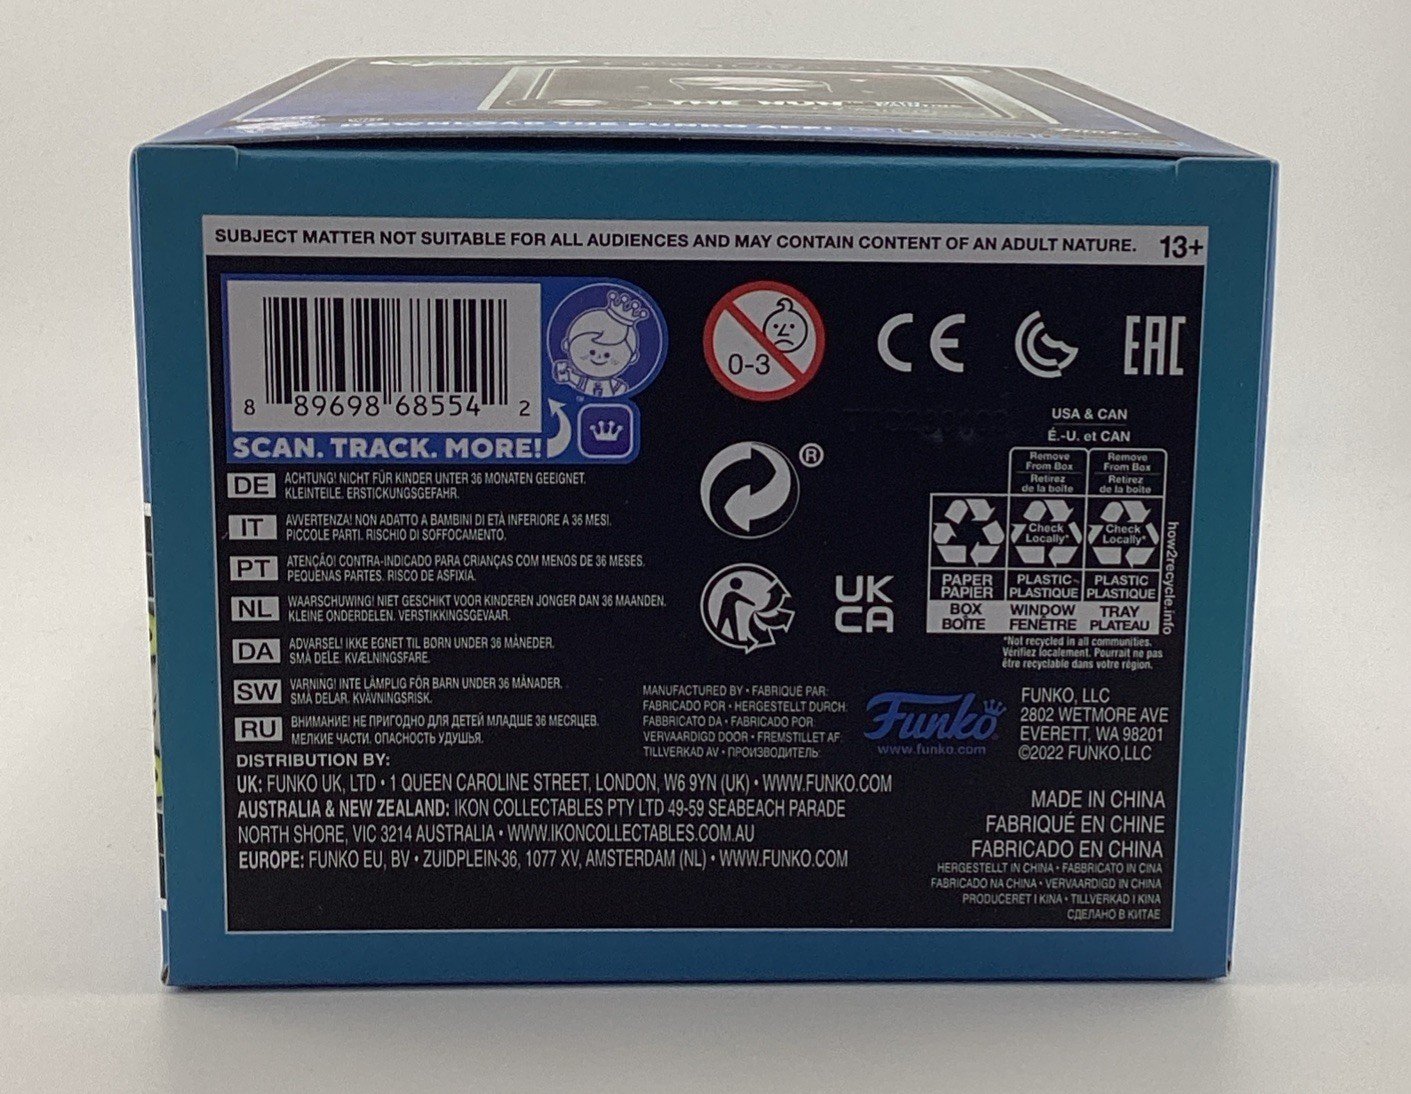 THE NUN
SUBJECT MATTER NOT SUITABLE FOR ALL AUDIENCES AND MAY CONTAIN CONTENT OF AN ADULT NATURE. 13+
8 89698 68554 2
SCAN. TRACK. MORE!
0-3
CE
EAC
®
UK
CA
USA & CAN
É.-U. et CAN
Remove From Box
Retirez de la boîte
Remove From Box
Retirez de la boîte
Check Locally*
Check Locally*
PAPER PAPIER
PLASTIC PLASTIQUE
PLASTIC PLASTIQUE
BOX BOÎTE
WINDOW FENÊTRE
TRAY PLATEAU
how2recycle.info
*Not recycled in all communities.
Vérifiez localement. Pourrait ne pas
être recyclable dans votre région.
DE ACHTUNG! NICHT FÜR KINDER UNTER 36 MONATEN GEEIGNET.
KLEINTEILE. ERSTICKUNGSGEFAHR.
IT AVVERTENZA! NON ADATTO A BAMBINI DI ETÀ INFERIORE A 36 MESI.
PICCOLE PARTI. RISCHIO DI SOFFOCAMENTO.
PT ATENCÃO! CONTRA-INDICADO PARA CRIANÇAS COM MENOS DE 36 MESES.
PEQUENAS PARTES. RISCO DE ASFIXIA.
NL WAARSCHUWING! NIET GESCHIKT VOOR KINDEREN JONGER DAN 36 MAANDEN.
KLEINE ONDERDELEN. VERSTIKKINGSGEVAAR.
DA ADVARSEL! IKKE EGNET TIL BØRN UNDER 36 MÅNEDER.
SMÅ DELE. KVÆLNINGSFARE.
SW VARNING! INTE LÄMPLIG FÖR BARN UNDER 36 MÅNADER.
SMÅ DELAR. KVÄVNINGSRISK.
RU ВНИМАНИЕ! НЕ ПРИГОДНО ДЛЯ ДЕТЕЙ МЛАДШЕ 36 МЕСЯЦЕВ.
МЕЛКИЕ ЧАСТИ. ОПАСНОСТЬ УДУШЬЯ.
MANUFACTURED BY • FABRIQUÉ PAR:
FABRICADO POR • HERGESTELLT DURCH:
FABBRICATO DA • FABRICADO POR:
VERVAARDIGD DOOR • FREMSTILLET AF:
TILLVERKAD AV • ПРОИЗВОДИТЕЛЬ:
Funko
www.funko.com
FUNKO, LLC
2802 WETMORE AVE
EVERETT, WA 98201
©2022 FUNKO,LLC
DISTRIBUTION BY:
UK: FUNKO UK, LTD • 1 QUEEN CAROLINE STREET, LONDON, W6 9YN (UK) • WWW.FUNKO.COM
AUSTRALIA & NEW ZEALAND: IKON COLLECTABLES PTY LTD 49-59 SEABEACH PARADE
NORTH SHORE, VIC 3214 AUSTRALIA • WWW.IKONCOLLECTABLES.COM.AU
EUROPE: FUNKO EU, BV • ZUIDPLEIN-36, 1077 XV, AMSTERDAM (NL) • WWW.FUNKO.COM
MADE IN CHINA
FABRIQUÉ EN CHINE
FABRICADO EN CHINA
HERGESTELLT IN CHINA • FABBRICATO IN CINA
FABRICADO NA CHINA • VERVAARDIGD IN CHINA
PRODUCERET I KINA • TILLVERKAD I KINA
СДЕЛАНО В КИТАЕ